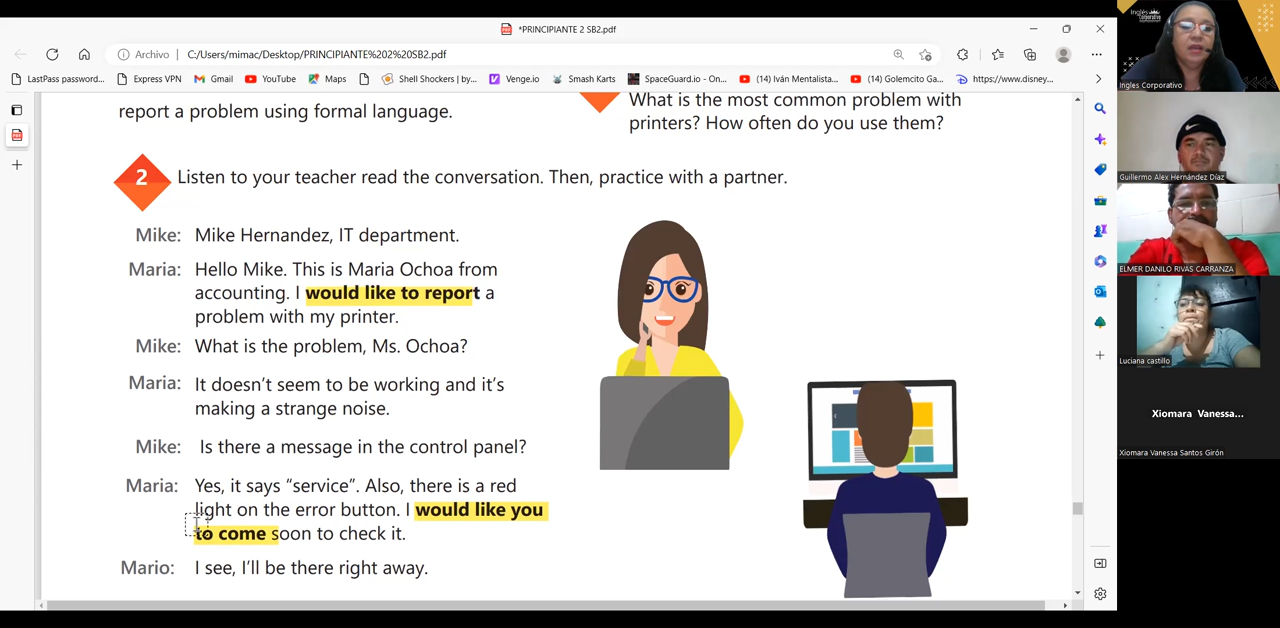 *PRINCIPIANTE 2 SB2.pdf
Archivo
C:/Users/mimac/Desktop/PRINCIPIANTE%202%20SB2.pdf
LastPass password...
Express VPN
Gmail
YouTube
Maps
Shell Shockers | by...
Venge.io
Smash Karts
SpaceGuard.io - On...
(14) Iván Mentalista...
(14) Golemcito Ga...
https://www.disney...
report a problem using formal language.
What is the most common problem with
printers? How often do you use them?
2
Listen to your teacher read the conversation. Then, practice with a partner.
Mike: Mike Hernandez, IT department.
Maria: Hello Mike. This is Maria Ochoa from
accounting. I would like to report a
problem with my printer.
Mike: What is the problem, Ms. Ochoa?
Maria: It doesn't seem to be working and it's
making a strange noise.
Mike: Is there a message in the control panel?
Maria: Yes, it says “service”. Also, there is a red
light on the error button. I would like you
to come soon to check it.
Mario: I see, I'll be there right away.
Inglés
Corporativo
Ingles Corporativo
Guillermo Alex Hernández Díaz
ELMER DANILO RIVAS CARRANZA
Luciana castillo
Xiomara Vanessa...
Xiomara Vanessa Santos Girón